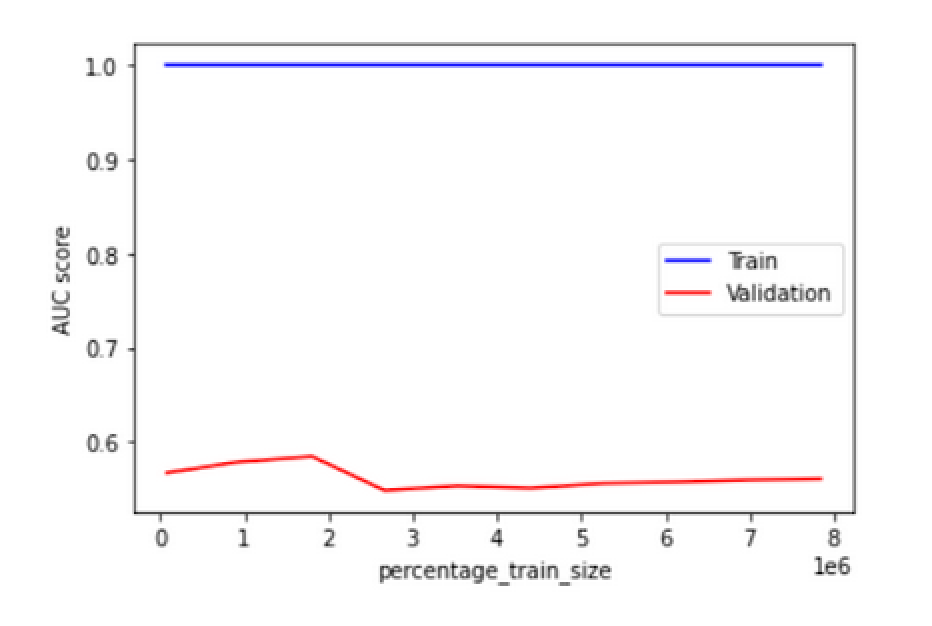 1.0
0.9
0.8
0.7
0.6
AUC score
Train
Validation
0 1 2 3 4 5 6 7 8
1e6
percentage_train_size